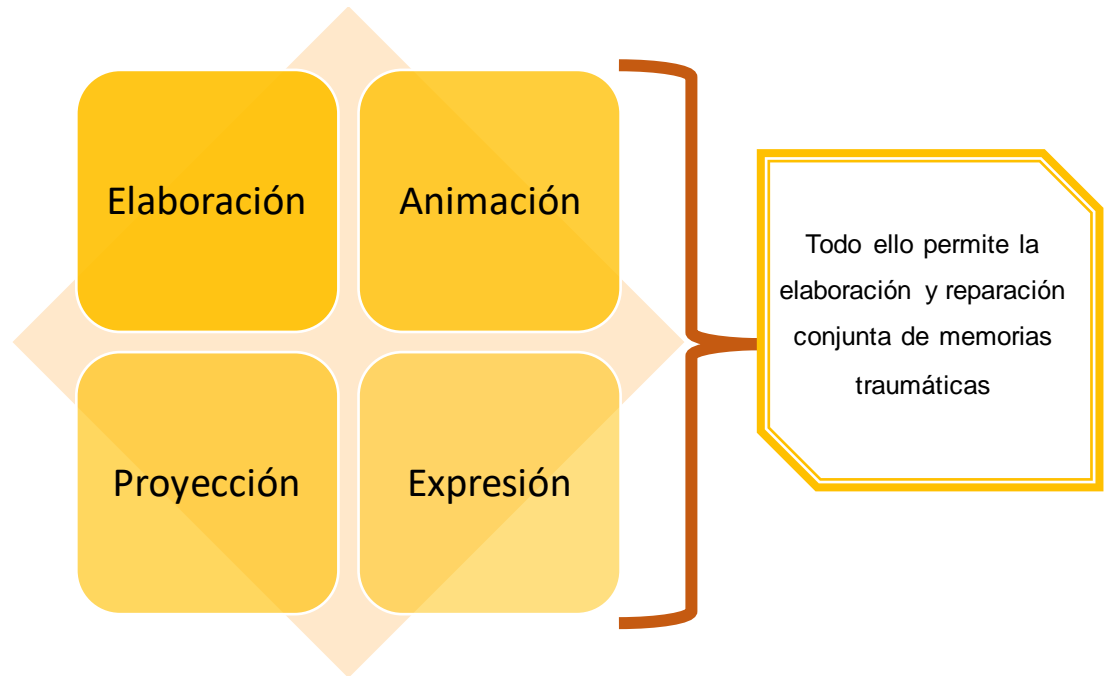 Elaboración
Animación
Proyección
Expresión
Todo ello permite la
elaboración y reparación
conjunta de memorias
traumáticas